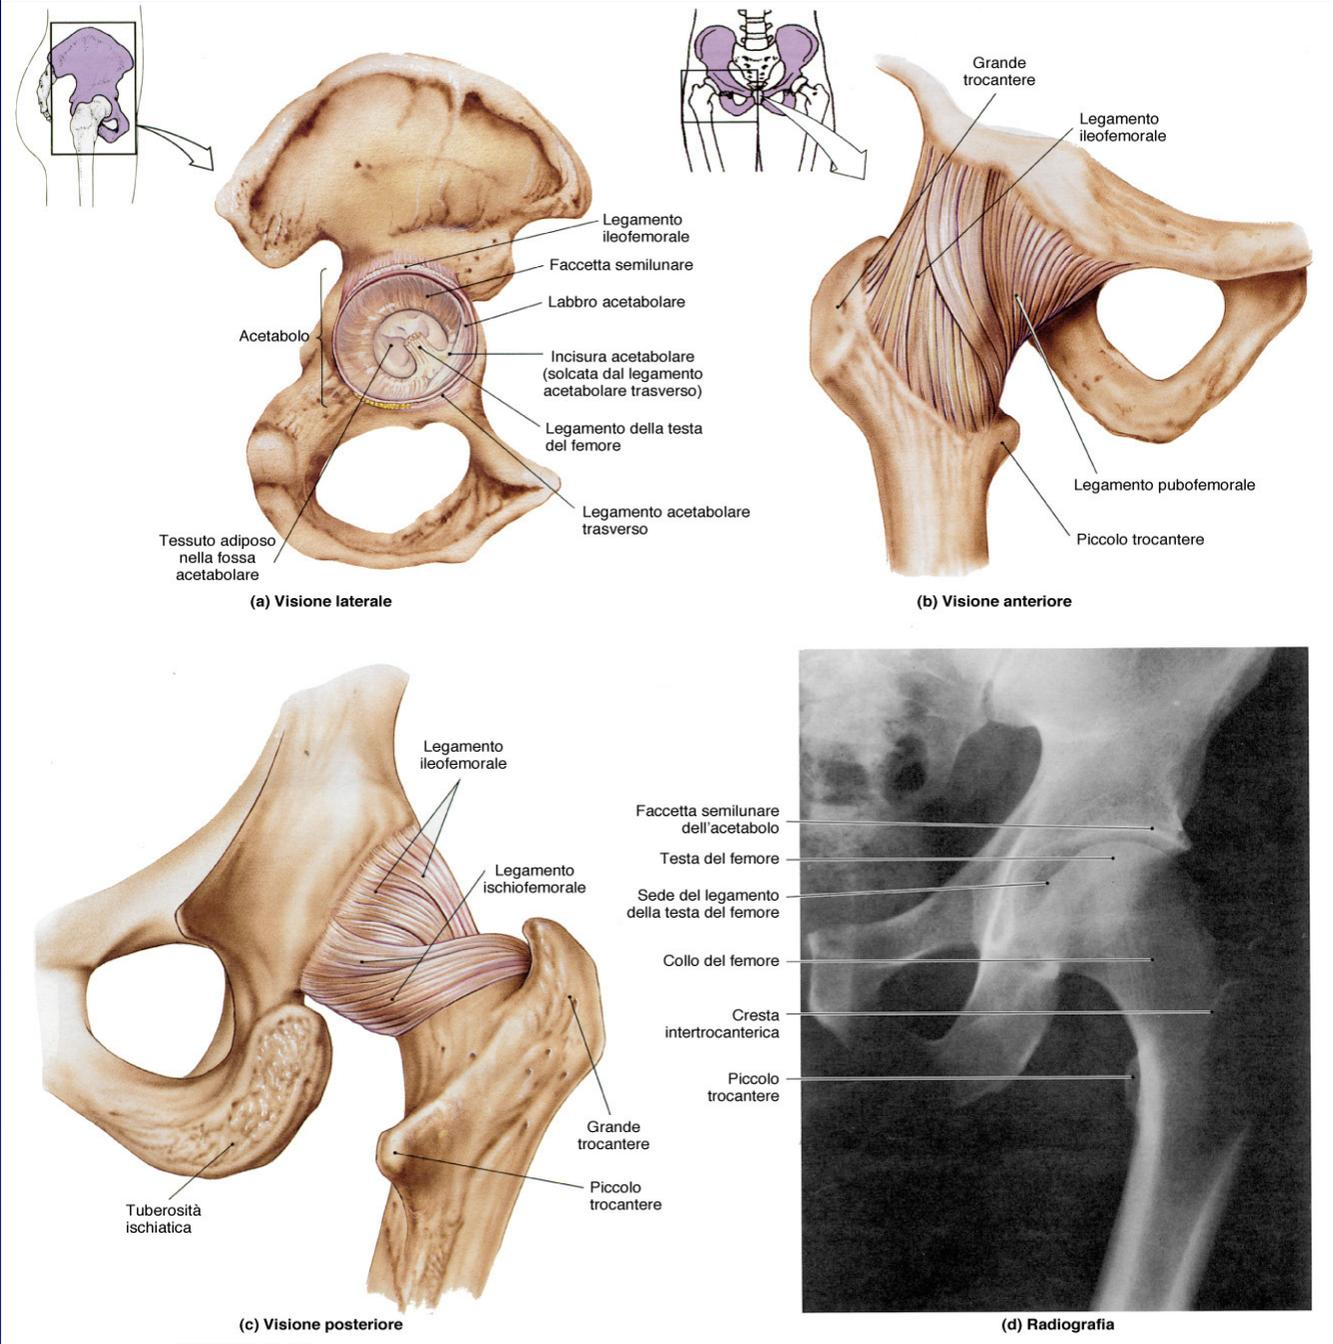 Legamento
ileofemorale
Faccetta semilunare
Labbro acetabolare
Acetabolo
Incisura acetabolare
(solcata dal legamento
acetabolare trasverso)
Legamento della testa
del femore
Legamento acetabolare
trasverso
Tessuto adiposo
nella fossa
acetabolare
(a) Visione laterale
Grande
trocantere
Legamento
ileofemorale
Legamento pubofemorale
Piccolo trocantere
(b) Visione anteriore
Legamento
ileofemorale
Legamento
ischiofemorale
Grande
trocantere
Piccolo
trocantere
Tuberosità
ischiatica
(c) Visione posteriore
Faccetta semilunare
dell'acetabolo
Testa del femore
Sede del legamento
della testa del femore
Collo del femore
Cresta
intertrocanterica
Piccolo
trocantere
(d) Radiografia